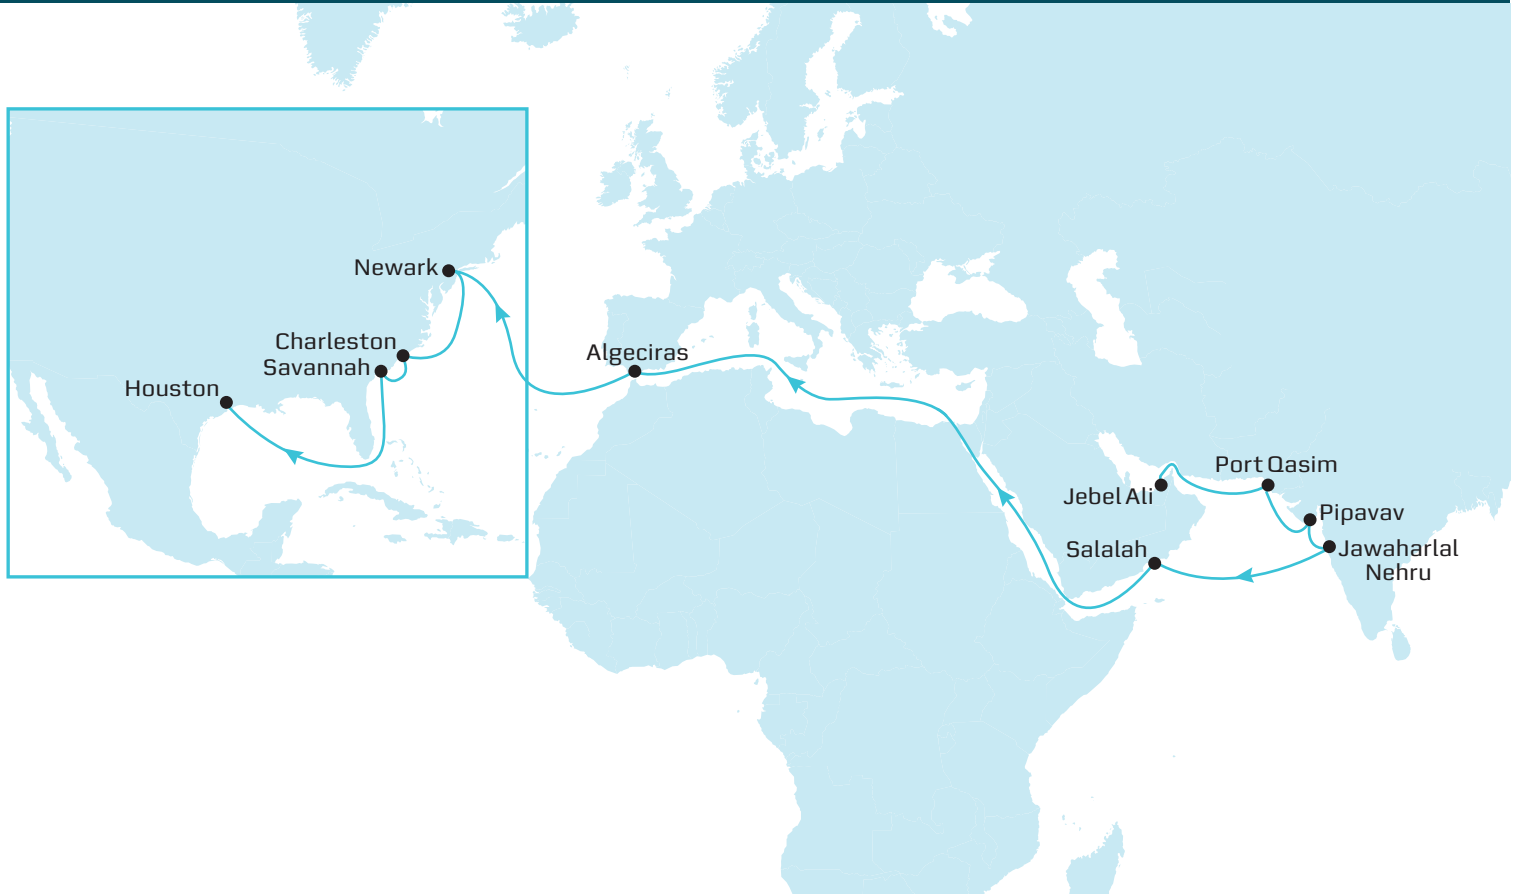 Newark
Charleston
Savannah
Houston
Algeciras
Port Qasim
Jebel Ali
Pipavav
Salalah
Jawaharlal
Nehru